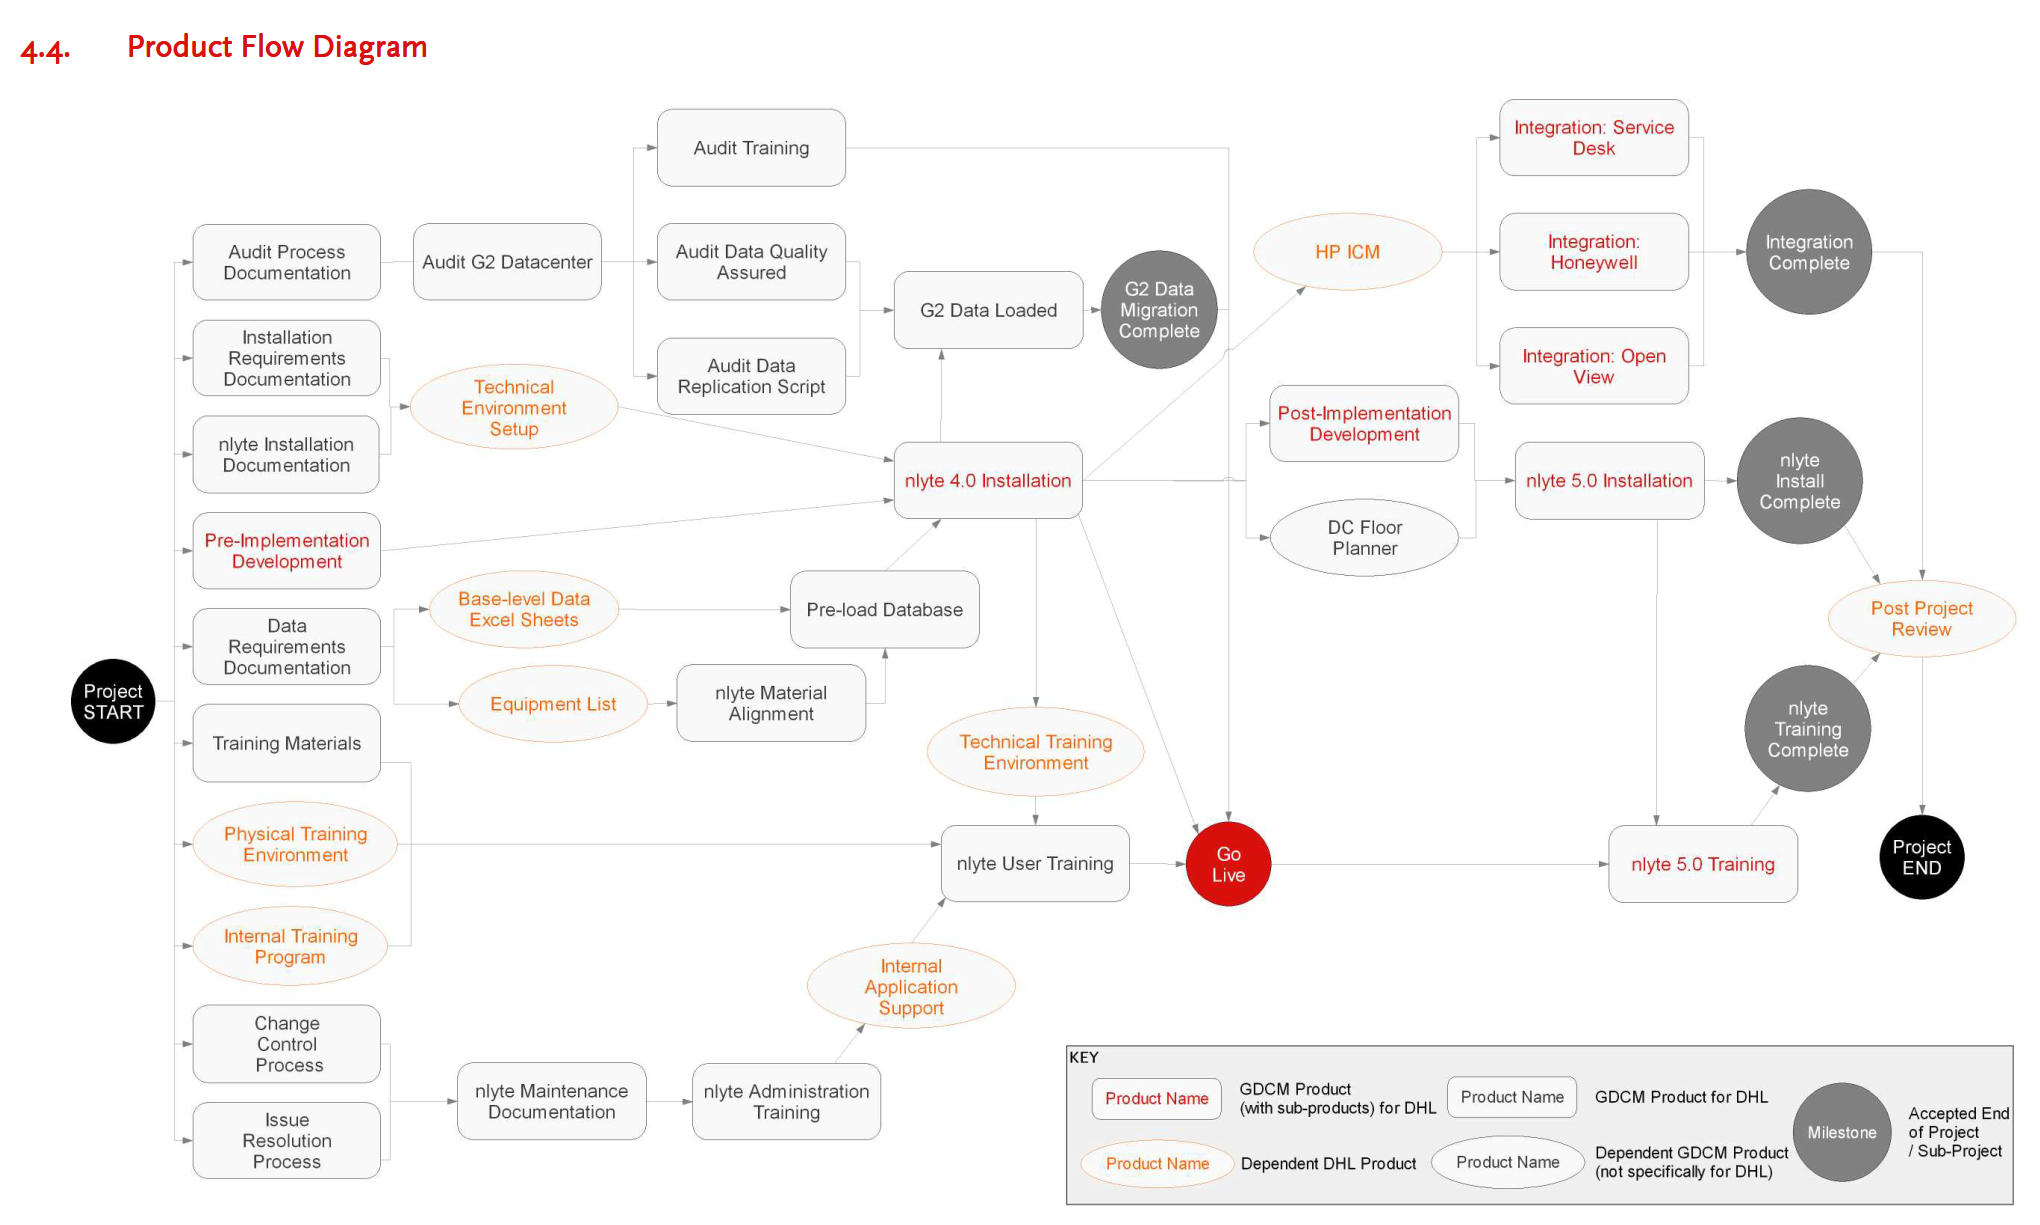 4.4. Product Flow Diagram
Audit Training
Integration: Service
Desk
Audit Process
Documentation
Audit G2 Datacenter
Audit Data Quality
Assured
HP ICM
Integration:
Honeywell
Integration
Complete
G2 Data Loaded
G2 Data
Migration
Complete
Installation
Requirements
Documentation
Technical
Environment
Setup
Audit Data
Replication Script
Integration: Open
View
nlyte Installation
Documentation
Post-Implementation
Development
nlyte 4.0 Installation
nlyte 5.0 Installation
nlyte
Install
Complete
Pre-Implementation
Development
DC Floor
Planner
Base-level Data
Excel Sheets
Pre-load Database
Post Project
Review
Data
Requirements
Documentation
Project
START
Equipment List
nlyte Material
Alignment
Training Materials
Technical Training
Environment
nlyte
Training
Complete
Physical Training
Environment
nlyte User Training
Go
Live
nlyte 5.0 Training
Project
END
Internal Training
Program
Internal
Application
Support
Change
Control
Process
nlyte Maintenance
Documentation
nlyte Administration
Training
Issue
Resolution
Process
KEY
Product Name
GDCM Product
(with sub-products) for DHL
Product Name
GDCM Product for DHL
Milestone
Accepted End
of Project
/ Sub-Project
Product Name
Dependent DHL Product
Product Name
Dependent GDCM Product
(not specifically for DHL)